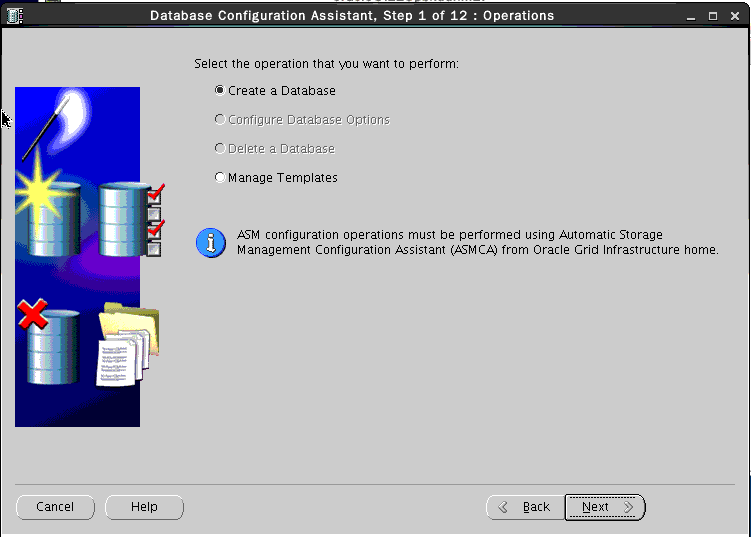 Database Configuration Assistant, Step 1 of 12 : Operations
Select the operation that you want to perform:
Create a Database
Configure Database Options
Delete a Database
Manage Templates
ASM configuration operations must be performed using Automatic Storage
Management Configuration Assistant (ASMCA) from Oracle Grid Infrastructure home.
Cancel
Help
Back
Next